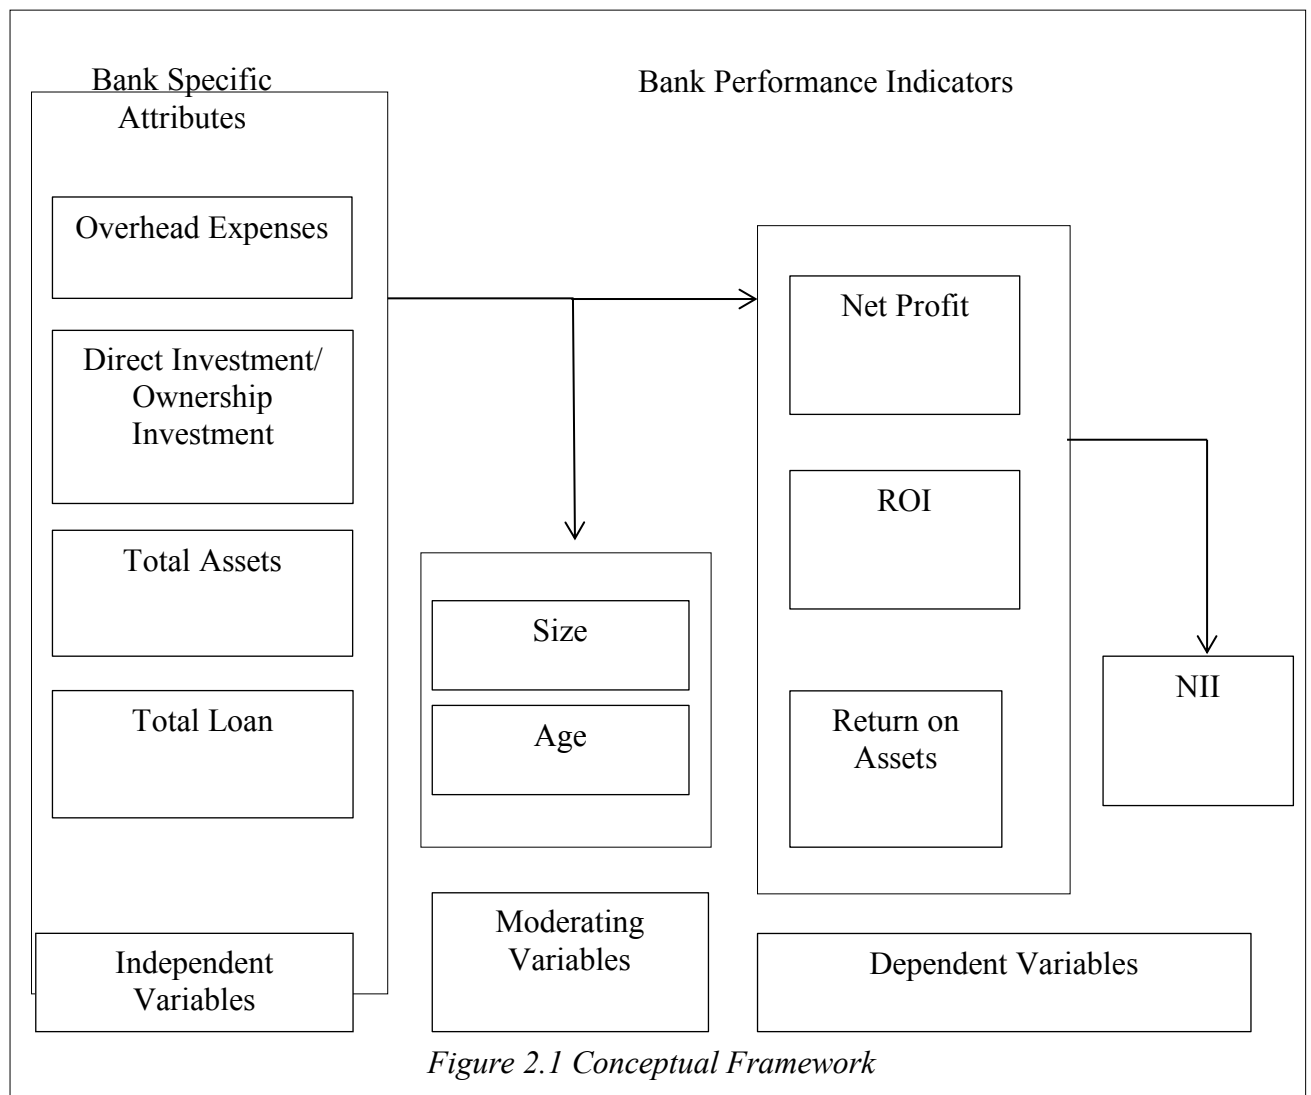 Bank Specific
Attributes
Bank Performance Indicators
Overhead Expenses
Direct Investment/
Ownership
Investment
Total Assets
Total Loan
Independent
Variables
Size
Age
Moderating
Variables
Net Profit
ROI
Return on
Assets
NII
Dependent Variables
Figure 2.1 Conceptual Framework